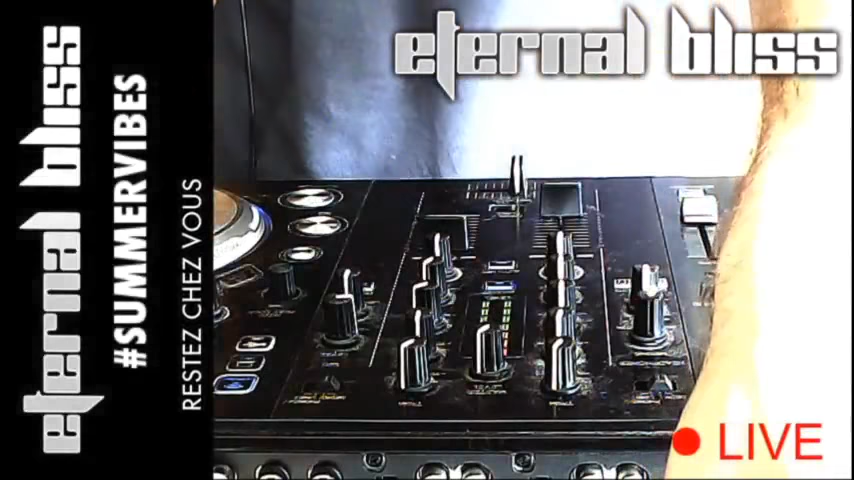 eternal bliss
#SUMMERVIBES
RESTEZ CHEZ VOUS
eternal bliss
LIVE